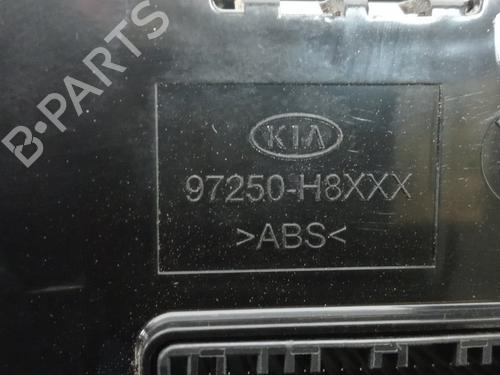 B-PARTS
KIA
97250-H8XXX
>ABS<